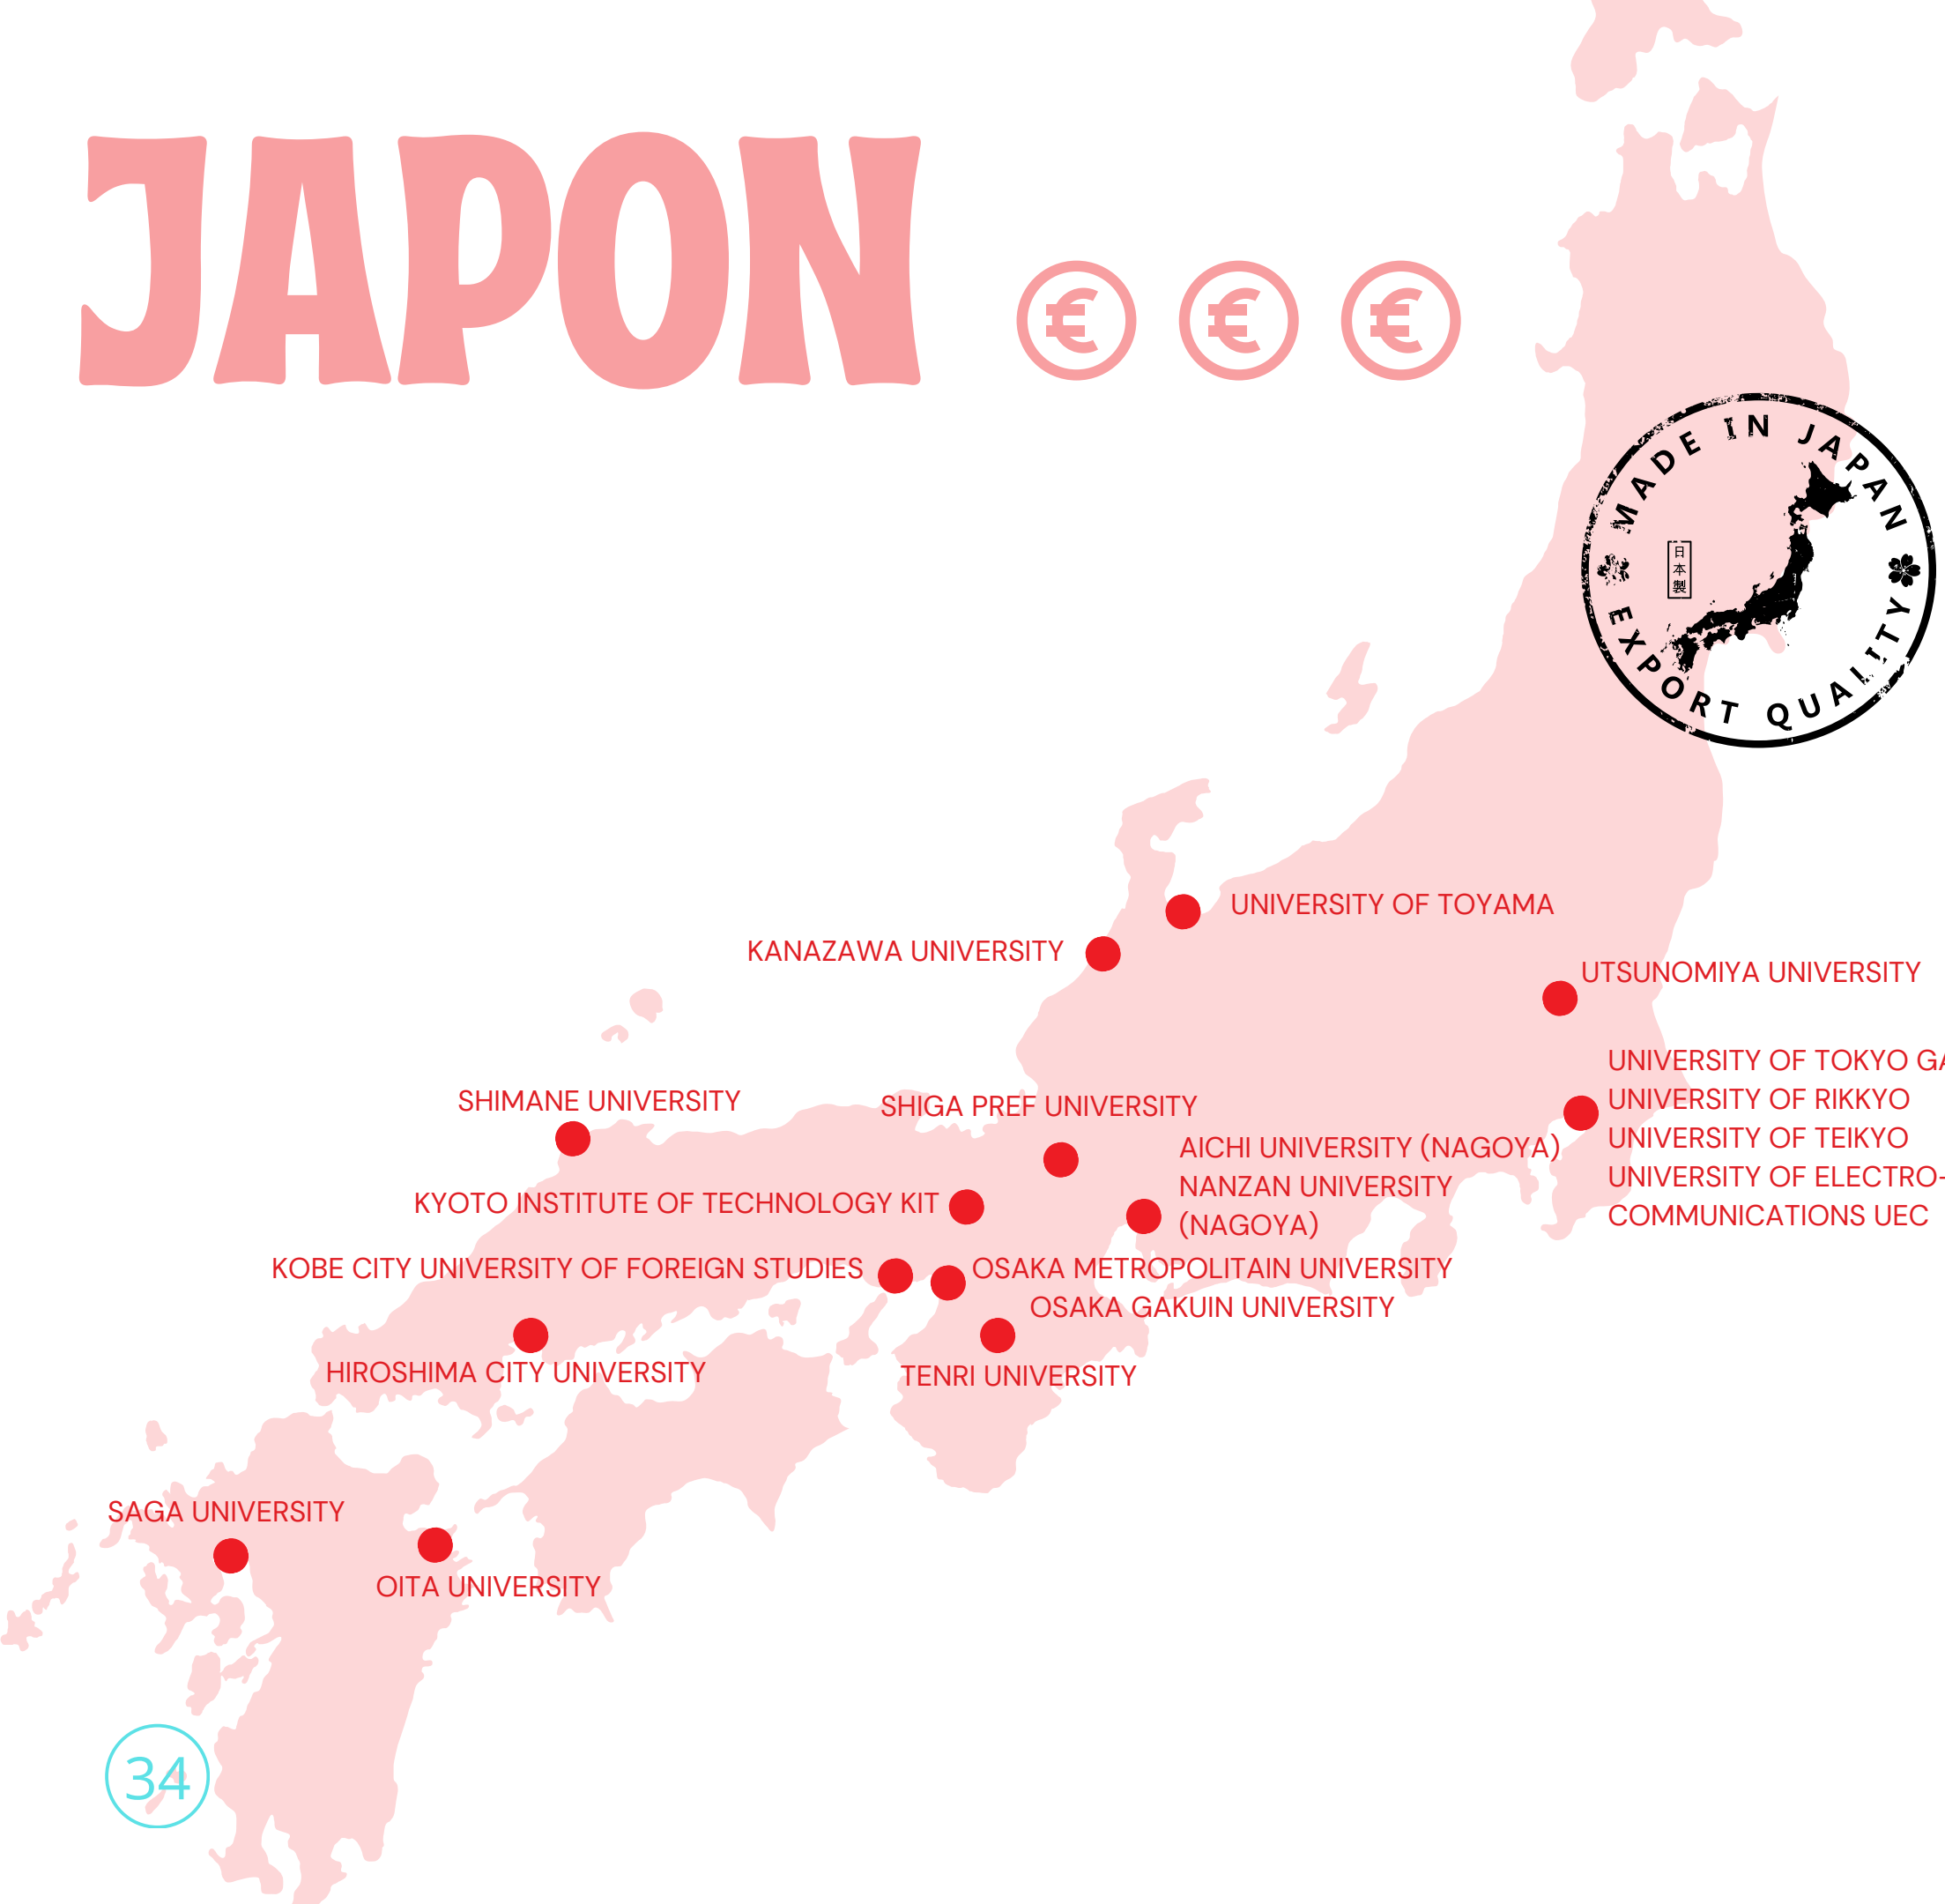 JAPON
€ € €
MADE IN JAPAN
日本製
EXPORT QUALITY
UNIVERSITY OF TOYAMA
KANAZAWA UNIVERSITY
UTSUNOMIYA UNIVERSITY
UNIVERSITY OF TOKYO
UNIVERSITY OF RIKKYO
UNIVERSITY OF TEIKYO
UNIVERSITY OF ELECTRO-
COMMUNICATIONS UEC
SHIMANE UNIVERSITY
SHIGA PREF UNIVERSITY
AICHI UNIVERSITY (NAGOYA)
NANZAN UNIVERSITY
(NAGOYA)
KYOTO INSTITUTE OF TECHNOLOGY KIT
KOBE CITY UNIVERSITY OF FOREIGN STUDIES
OSAKA METROPOLITAIN UNIVERSITY
OSAKA GAKUIN UNIVERSITY
HIROSHIMA CITY UNIVERSITY
TENRI UNIVERSITY
SAGA UNIVERSITY
OITA UNIVERSITY
34